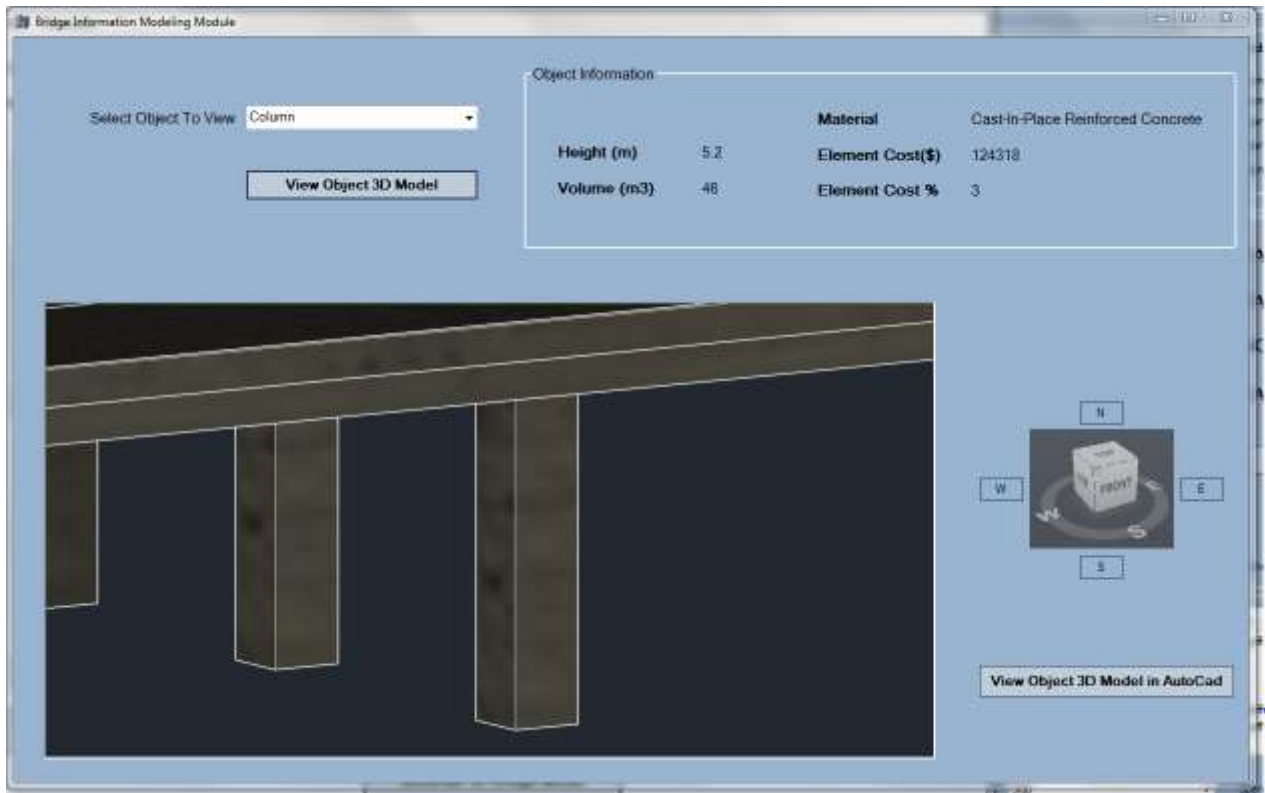 Bridge Information Modeling Module
Object Information
Select Object To View Column
Material Cast-In-Place Reinforced Concrete
Height (m) 5.2 Element Cost($) 124318
View Object 3D Model
Volume (m3) 46 Element Cost % 3
N
W E
FRONT
E
W
S
S
View Object 3D Model in AutoCad